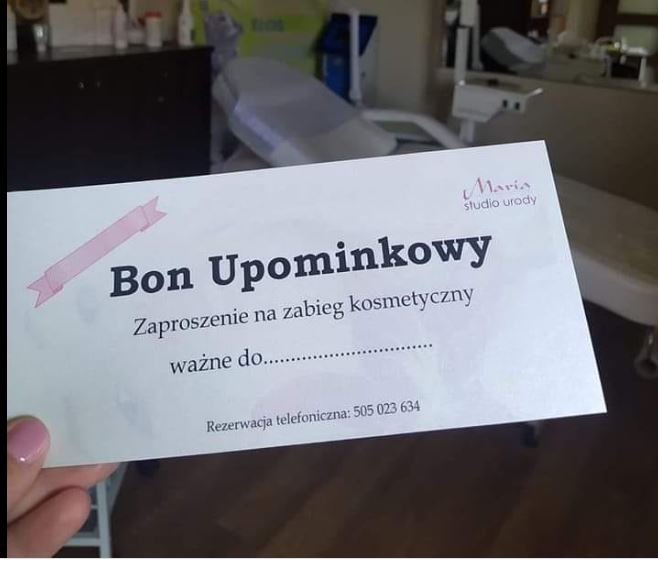 Maria
studio urody
Bon Upominkowy
Zaproszenie na zabieg kosmetyczny
ważne do..............................
Rezerwacja telefoniczna: 505 023 634